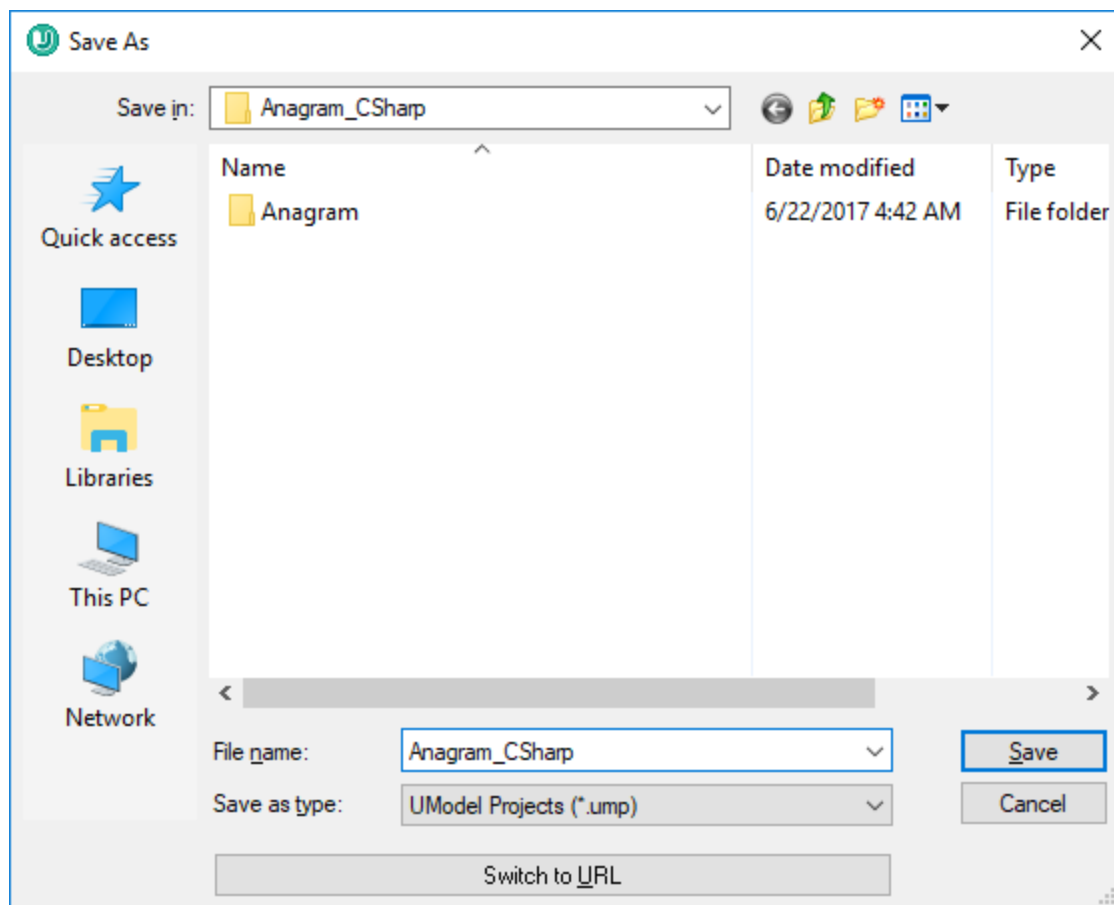 Save As
Save in: Anagram_CSharp
Name Date modified Type
Anagram 6/22/2017 4:42 AM File folder
Quick access
Desktop
Libraries
This PC
Network
File name: Anagram_CSharp Save
Save as type: UModel Projects (*.ump) Cancel
Switch to URL